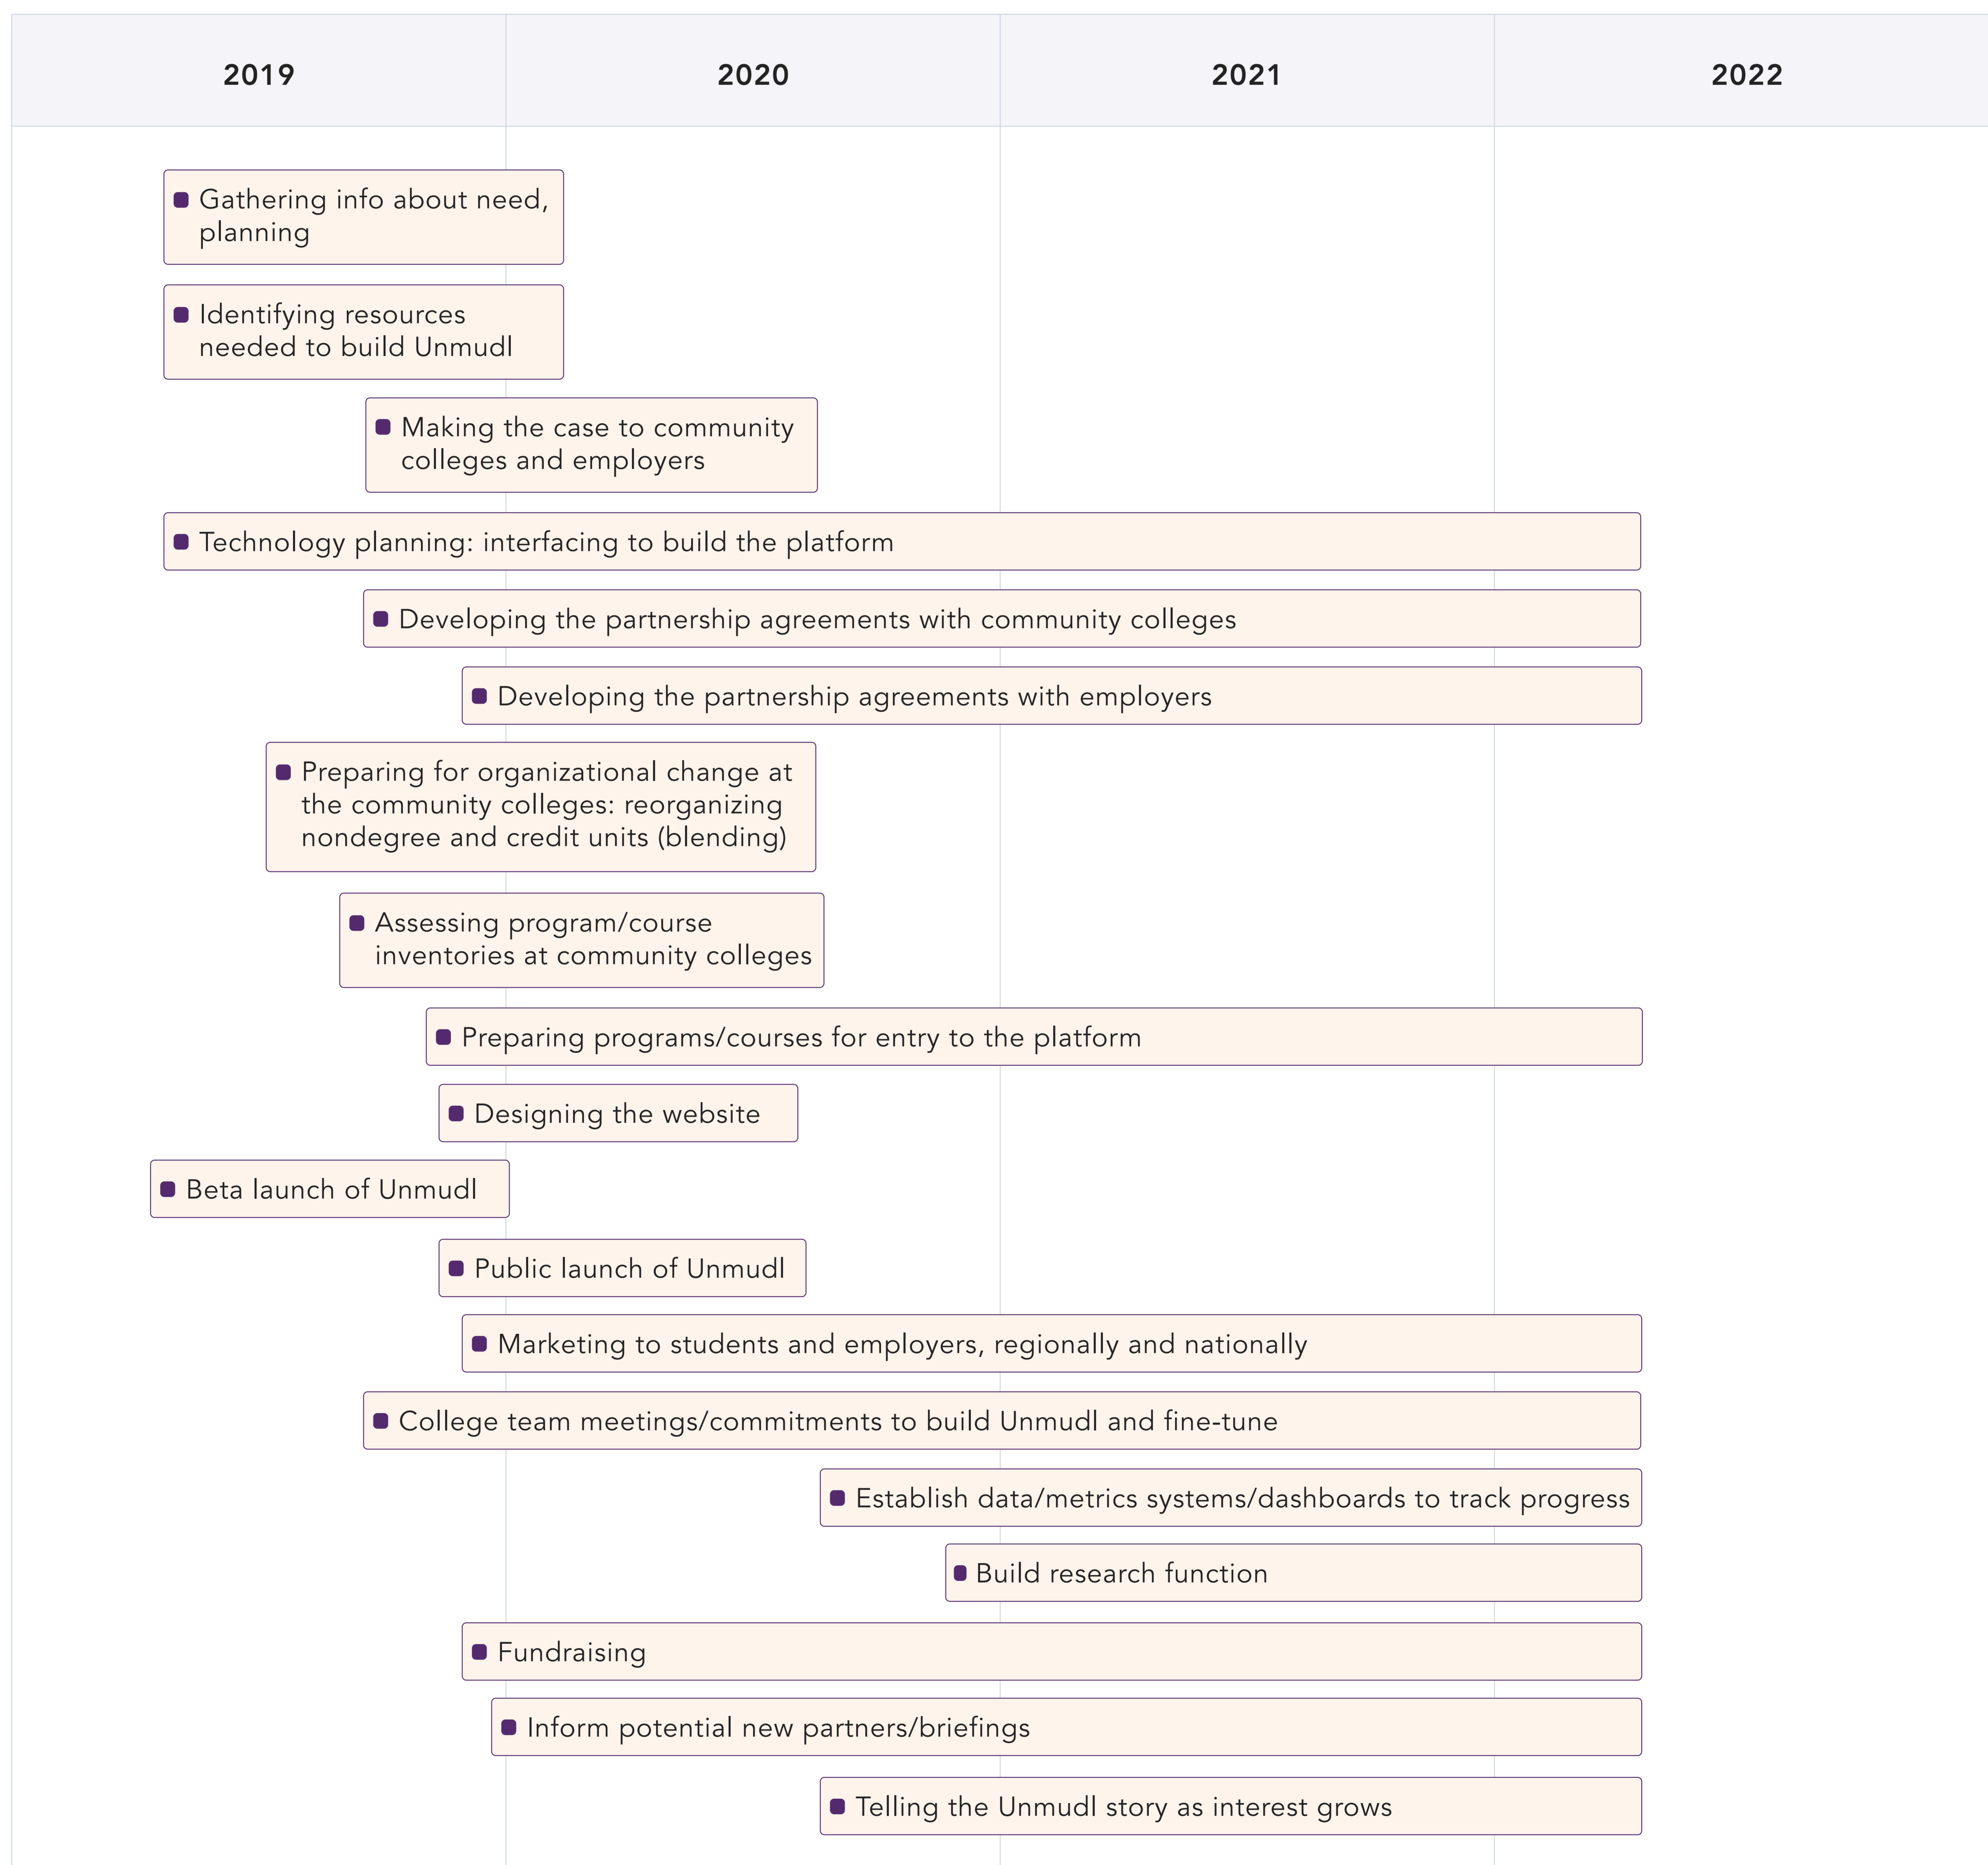 2019 2020 2021 2022
Gathering info about need,
planning
Identifying resources
needed to build Unmudl
Making the case to community
colleges and employers
Technology planning: interfacing to build the platform
Developing the partnership agreements with community colleges
Developing the partnership agreements with employers
Preparing for organizational change at
the community colleges: reorganizing
nondegree and credit units (blending)
Assessing program/course
inventories at community colleges
Preparing programs/courses for entry to the platform
Designing the website
Beta launch of Unmudl
Public launch of Unmudl
Marketing to students and employers, regionally and nationally
College team meetings/commitments to build Unmudl and fine-tune
Establish data/metrics systems/dashboards to track progress
Build research function
Fundraising
Inform potential new partners/briefings
Telling the Unmudl story as interest grows